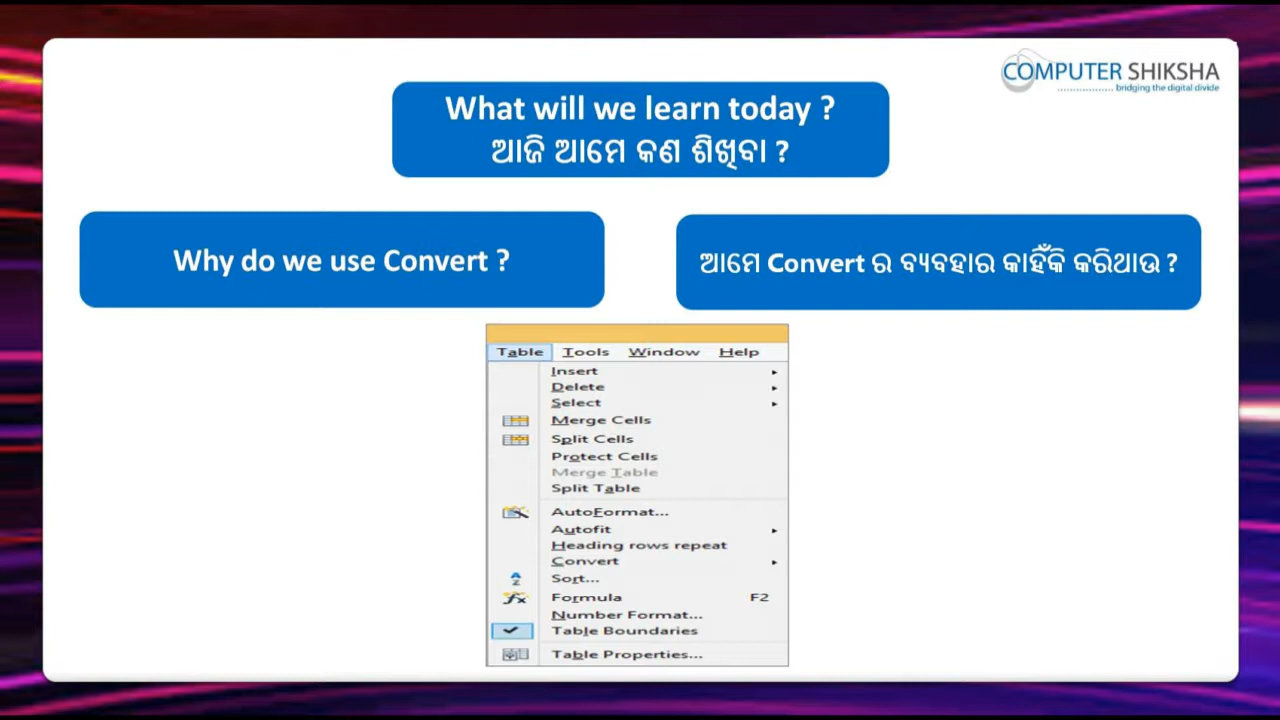 COMPUTER SHIKSHA
bridging the digital divide
What will we learn today ?
ଆଜି ଆମେ କଣ ଶିଖିବା ?
Why do we use Convert ?
ଆମେ Convert ର ବ୍ୟବହାର କାହିଁକି କରିଥାଉ ?
Table Tools Window Help
Insert
Delete
Select
Merge Cells
Split Cells
Protect Cells
Merge Table
Split Table
AutoFormat...
Autofit
Heading rows repeat
Convert
Sort...
Formula F2
Number Format...
Table Boundaries
Table Properties...